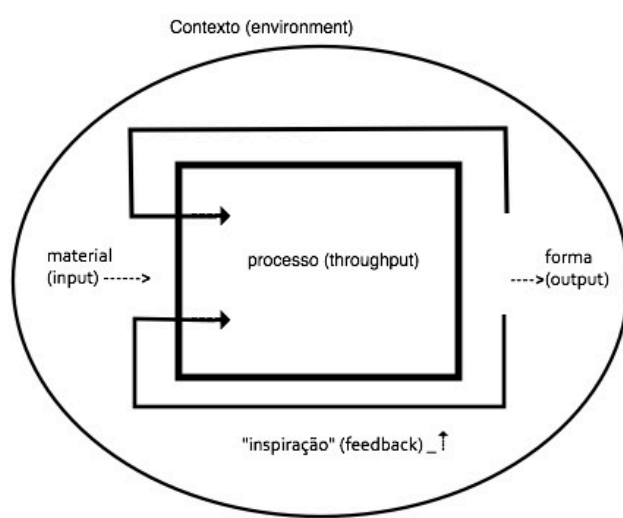 Contexto (environment)
material
(input)
processo (throughput)
forma
(output)
"inspiração" (feedback)